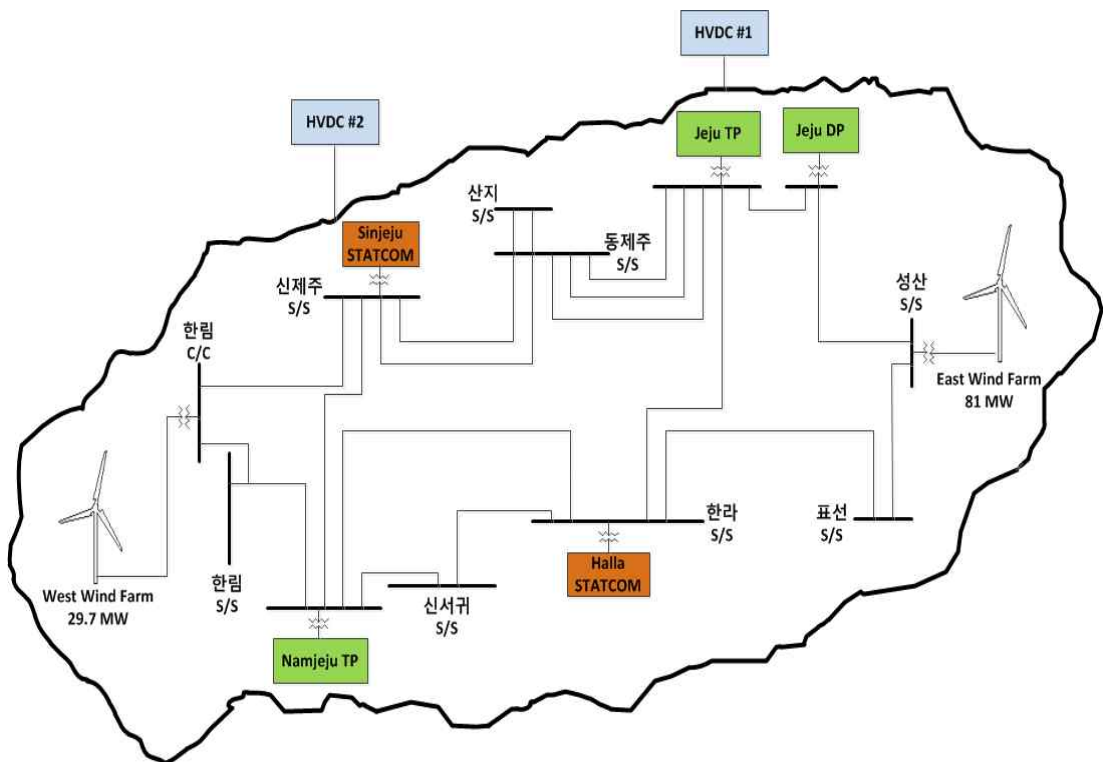 HVDC #1
HVDC #2
Jeju TP
Jeju DP
산지
S/S
Sinjeju
STATCOM
동제주
S/S
신제주
S/S
성산
S/S
한림
C/C
East Wind Farm
81 MW
한라
S/S
표선
S/S
Halla
STATCOM
한림
S/S
West Wind Farm
29.7 MW
신서귀
S/S
Namjeju TP